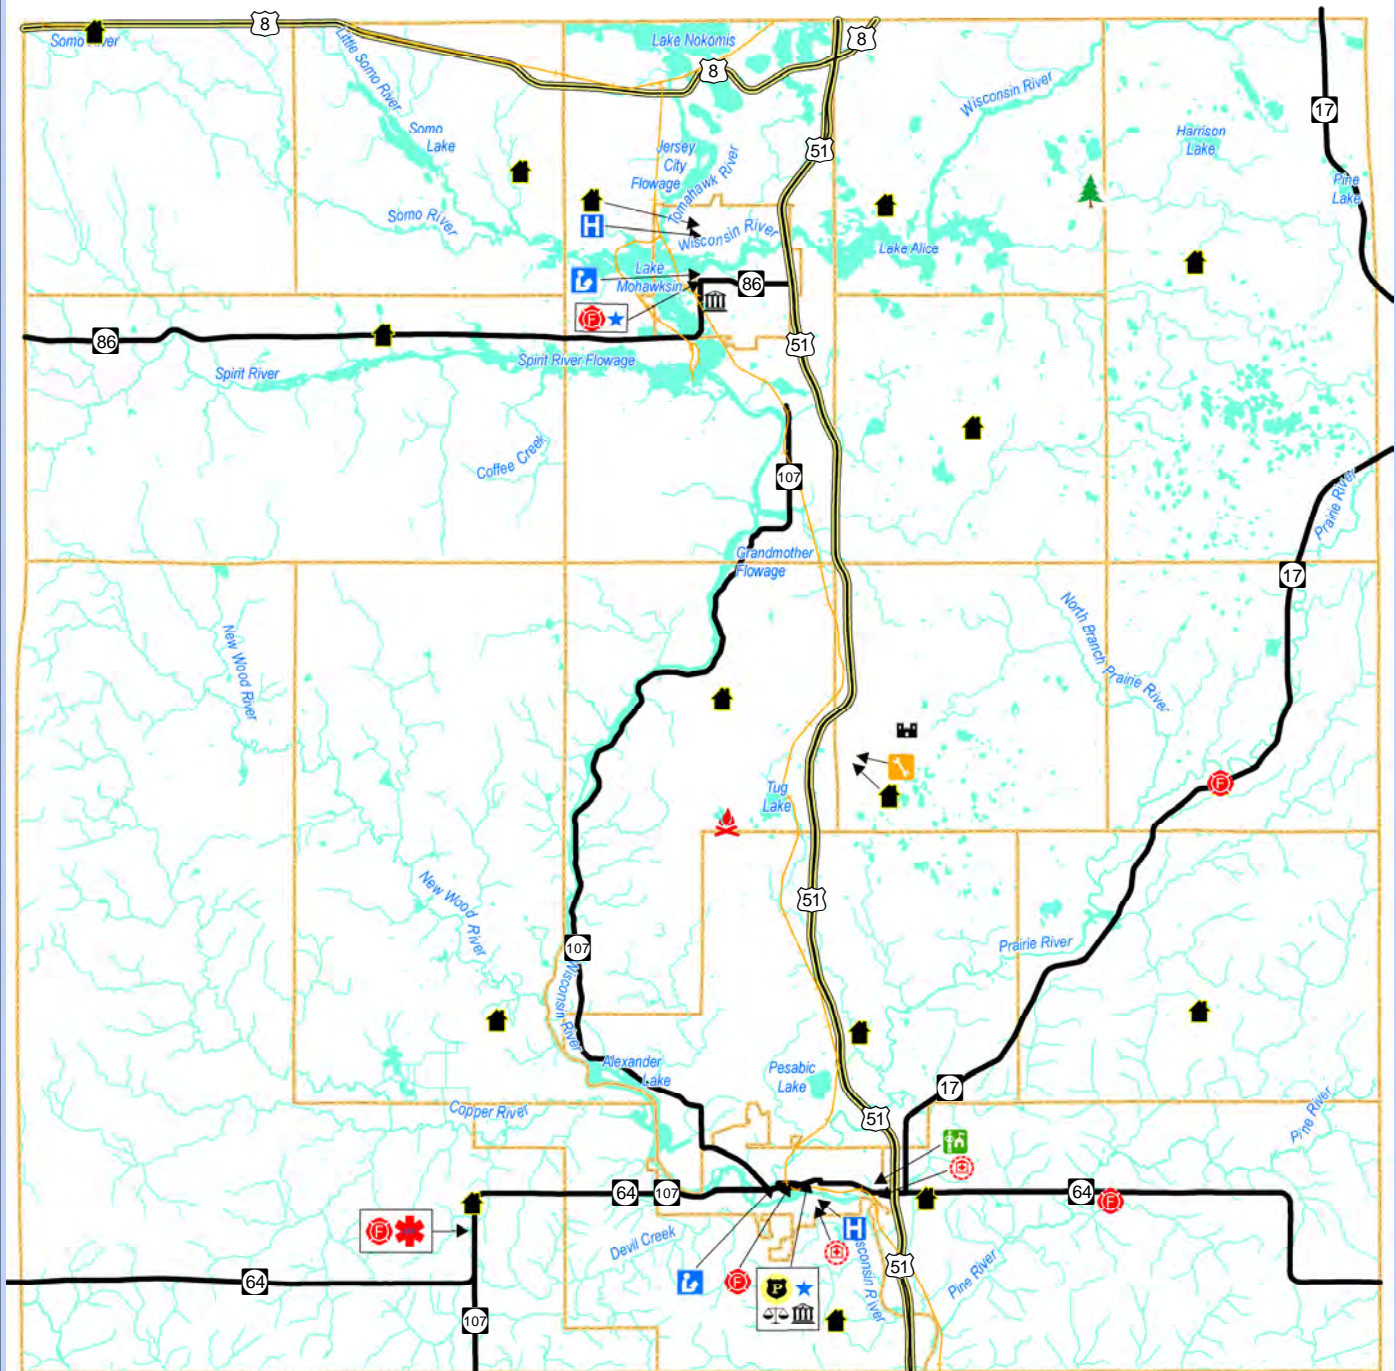 8
Somo River
Little Somo River
Lake Nokomis
8
8
Wisconsin River
17
Somo
Lake
51
Jersey
City
Flowage
Tomahawk River
Harrison
Lake
Pine
Lake
Somo River
H
Wisconsin River
Lake Alice
Lake
Mohawksin
86
F
86
51
Spirit River Flowage
Spirit River
Coffee Creek
107
Prairie River
Grandmother
Flowage
17
New Wood River
North Branch Prairie River
F
Tug
Lake
New Wood River
51
107
Prairie River
Wisconsin River
Alexander
Lake
Pesabic
Lake
17
Copper River
51
Pine River
64
107
64
F
F
Devil Creek
H
sconsin River
51
Pine River
64
F
P
107